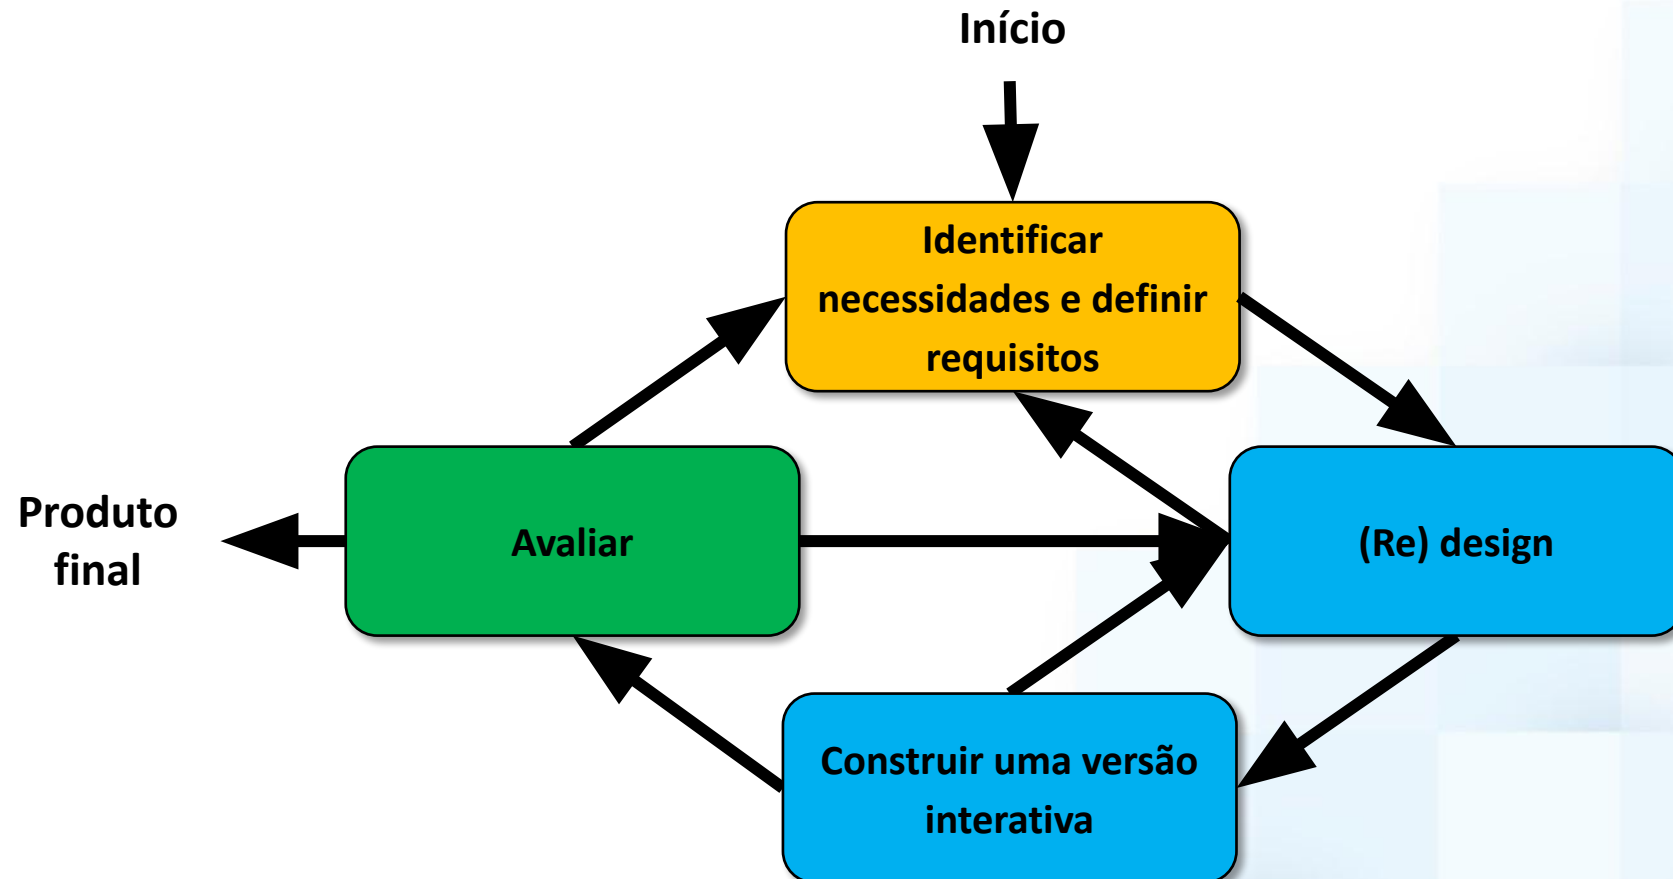 Início
Identificar
necessidades e definir
requisitos
Produto
final
Avaliar
(Re) design
Construir uma versão
interativa